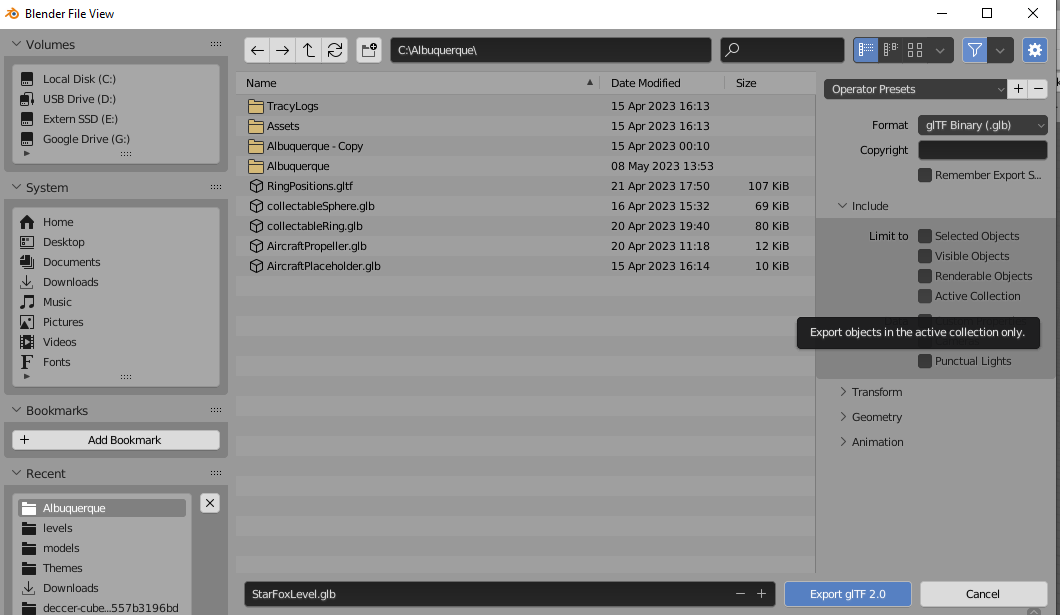 Blender File View
Volumes
Local Disk (C:)
USB Drive (D:)
Extern SSD (E:)
Google Drive (G:)
System
Home
Desktop
Documents
Downloads
Music
Pictures
Videos
Fonts
Bookmarks
Add Bookmark
Recent
Albuquerque
levels
models
Themes
Downloads
deccer-cube...557b3196bd
C:\Albuquerque\
Name Date Modified Size
TracyLogs 15 Apr 2023 16:13
Assets 15 Apr 2023 16:13
Albuquerque - Copy 15 Apr 2023 00:10
Albuquerque 08 May 2023 13:53
RingPositions.gltf 21 Apr 2023 17:50 107 KiB
collectableSphere.glb 16 Apr 2023 15:32 69 KiB
collectableRing.glb 20 Apr 2023 19:40 80 KiB
AircraftPropeller.glb 20 Apr 2023 11:18 12 KiB
AircraftPlaceholder.glb 15 Apr 2023 16:14 10 KiB
Operator Presets
Format glTF Binary (.glb)
Copyright
Remember Export S...
Include
Limit to Selected Objects
Visible Objects
Renderable Objects
Active Collection
Export objects in the active collection only.
Punctual Lights
Transform
Geometry
Animation
StarFoxLevel.glb
Export glTF 2.0
Cancel